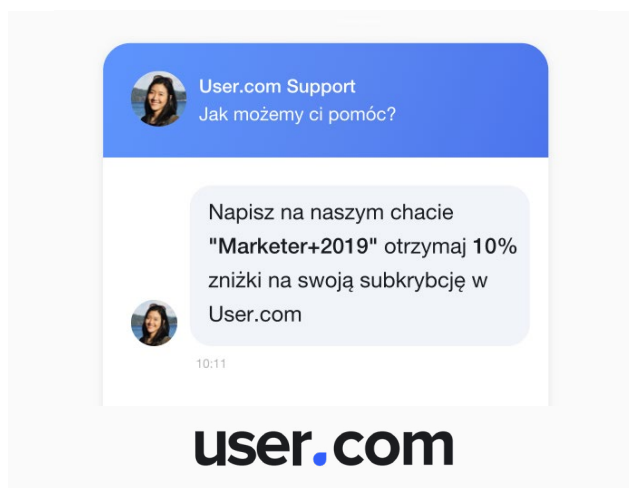 User.com Support
Jak możemy ci pomóc?
Napisz na naszym chacie
"Marketer+2019" otrzymaj 10%
zniżki na swoją subkrybcję w
User.com
10:11
user.com